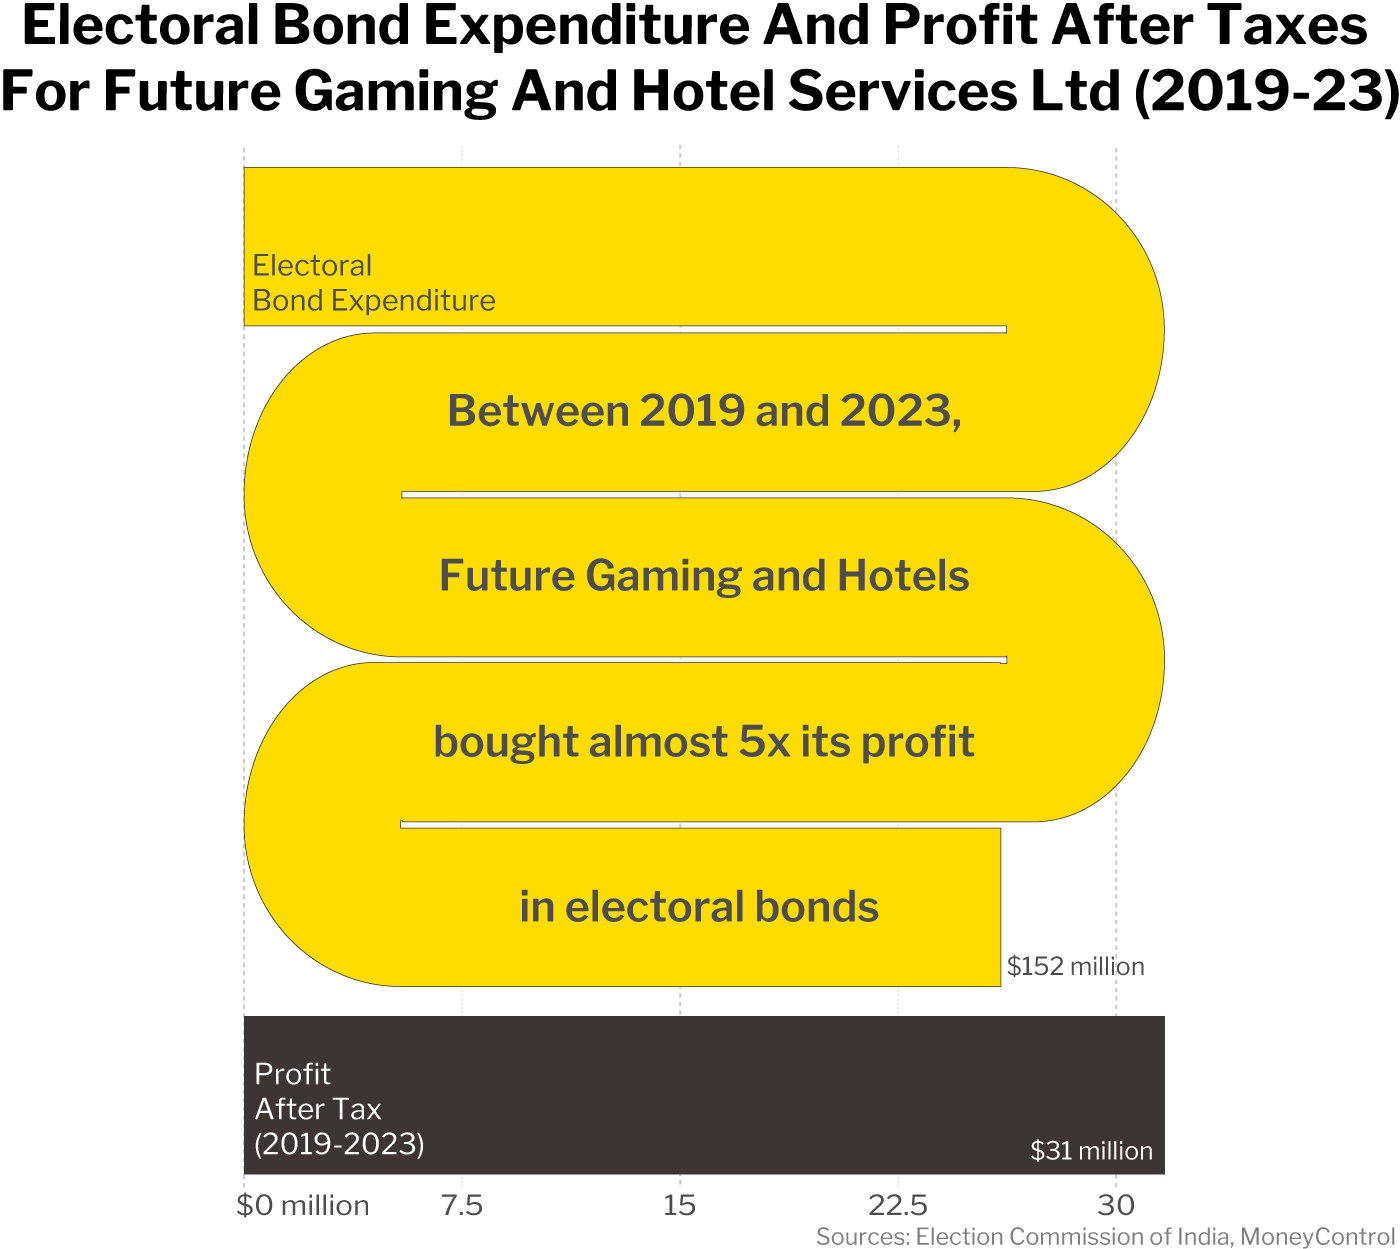 Electoral Bond Expenditure And Profit After Taxes
For Future Gaming And Hotel Services Ltd (2019-23)
Electoral
Bond Expenditure
Between 2019 and 2023,
Future Gaming and Hotels
bought almost 5x its profit
in electoral bonds
$152 million
Profit
After Tax
(2019-2023)
$31 million
$0 million 7.5 15 22.5 30
Sources: Election Commission of India, MoneyControl